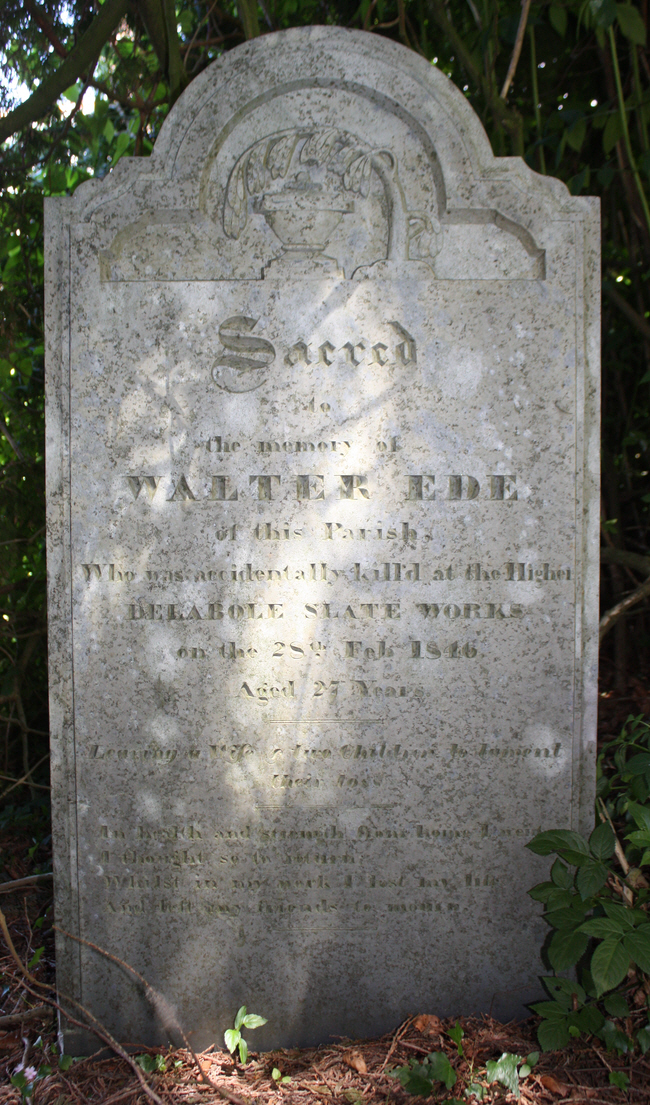 Sacred
to
the memory of
WALTER EDE
of this Parish,
Who was accidentally kill'd at the Higher
DELABOLE SLATE WORKS
on the 28th Feb 1846.
Aged 27 Years.
Leaving a Wife & two Children to lament
their loss
In health and strength from home I went
I thought so to return;
Whilst in my work I lost my life
And left my friends to mourn.